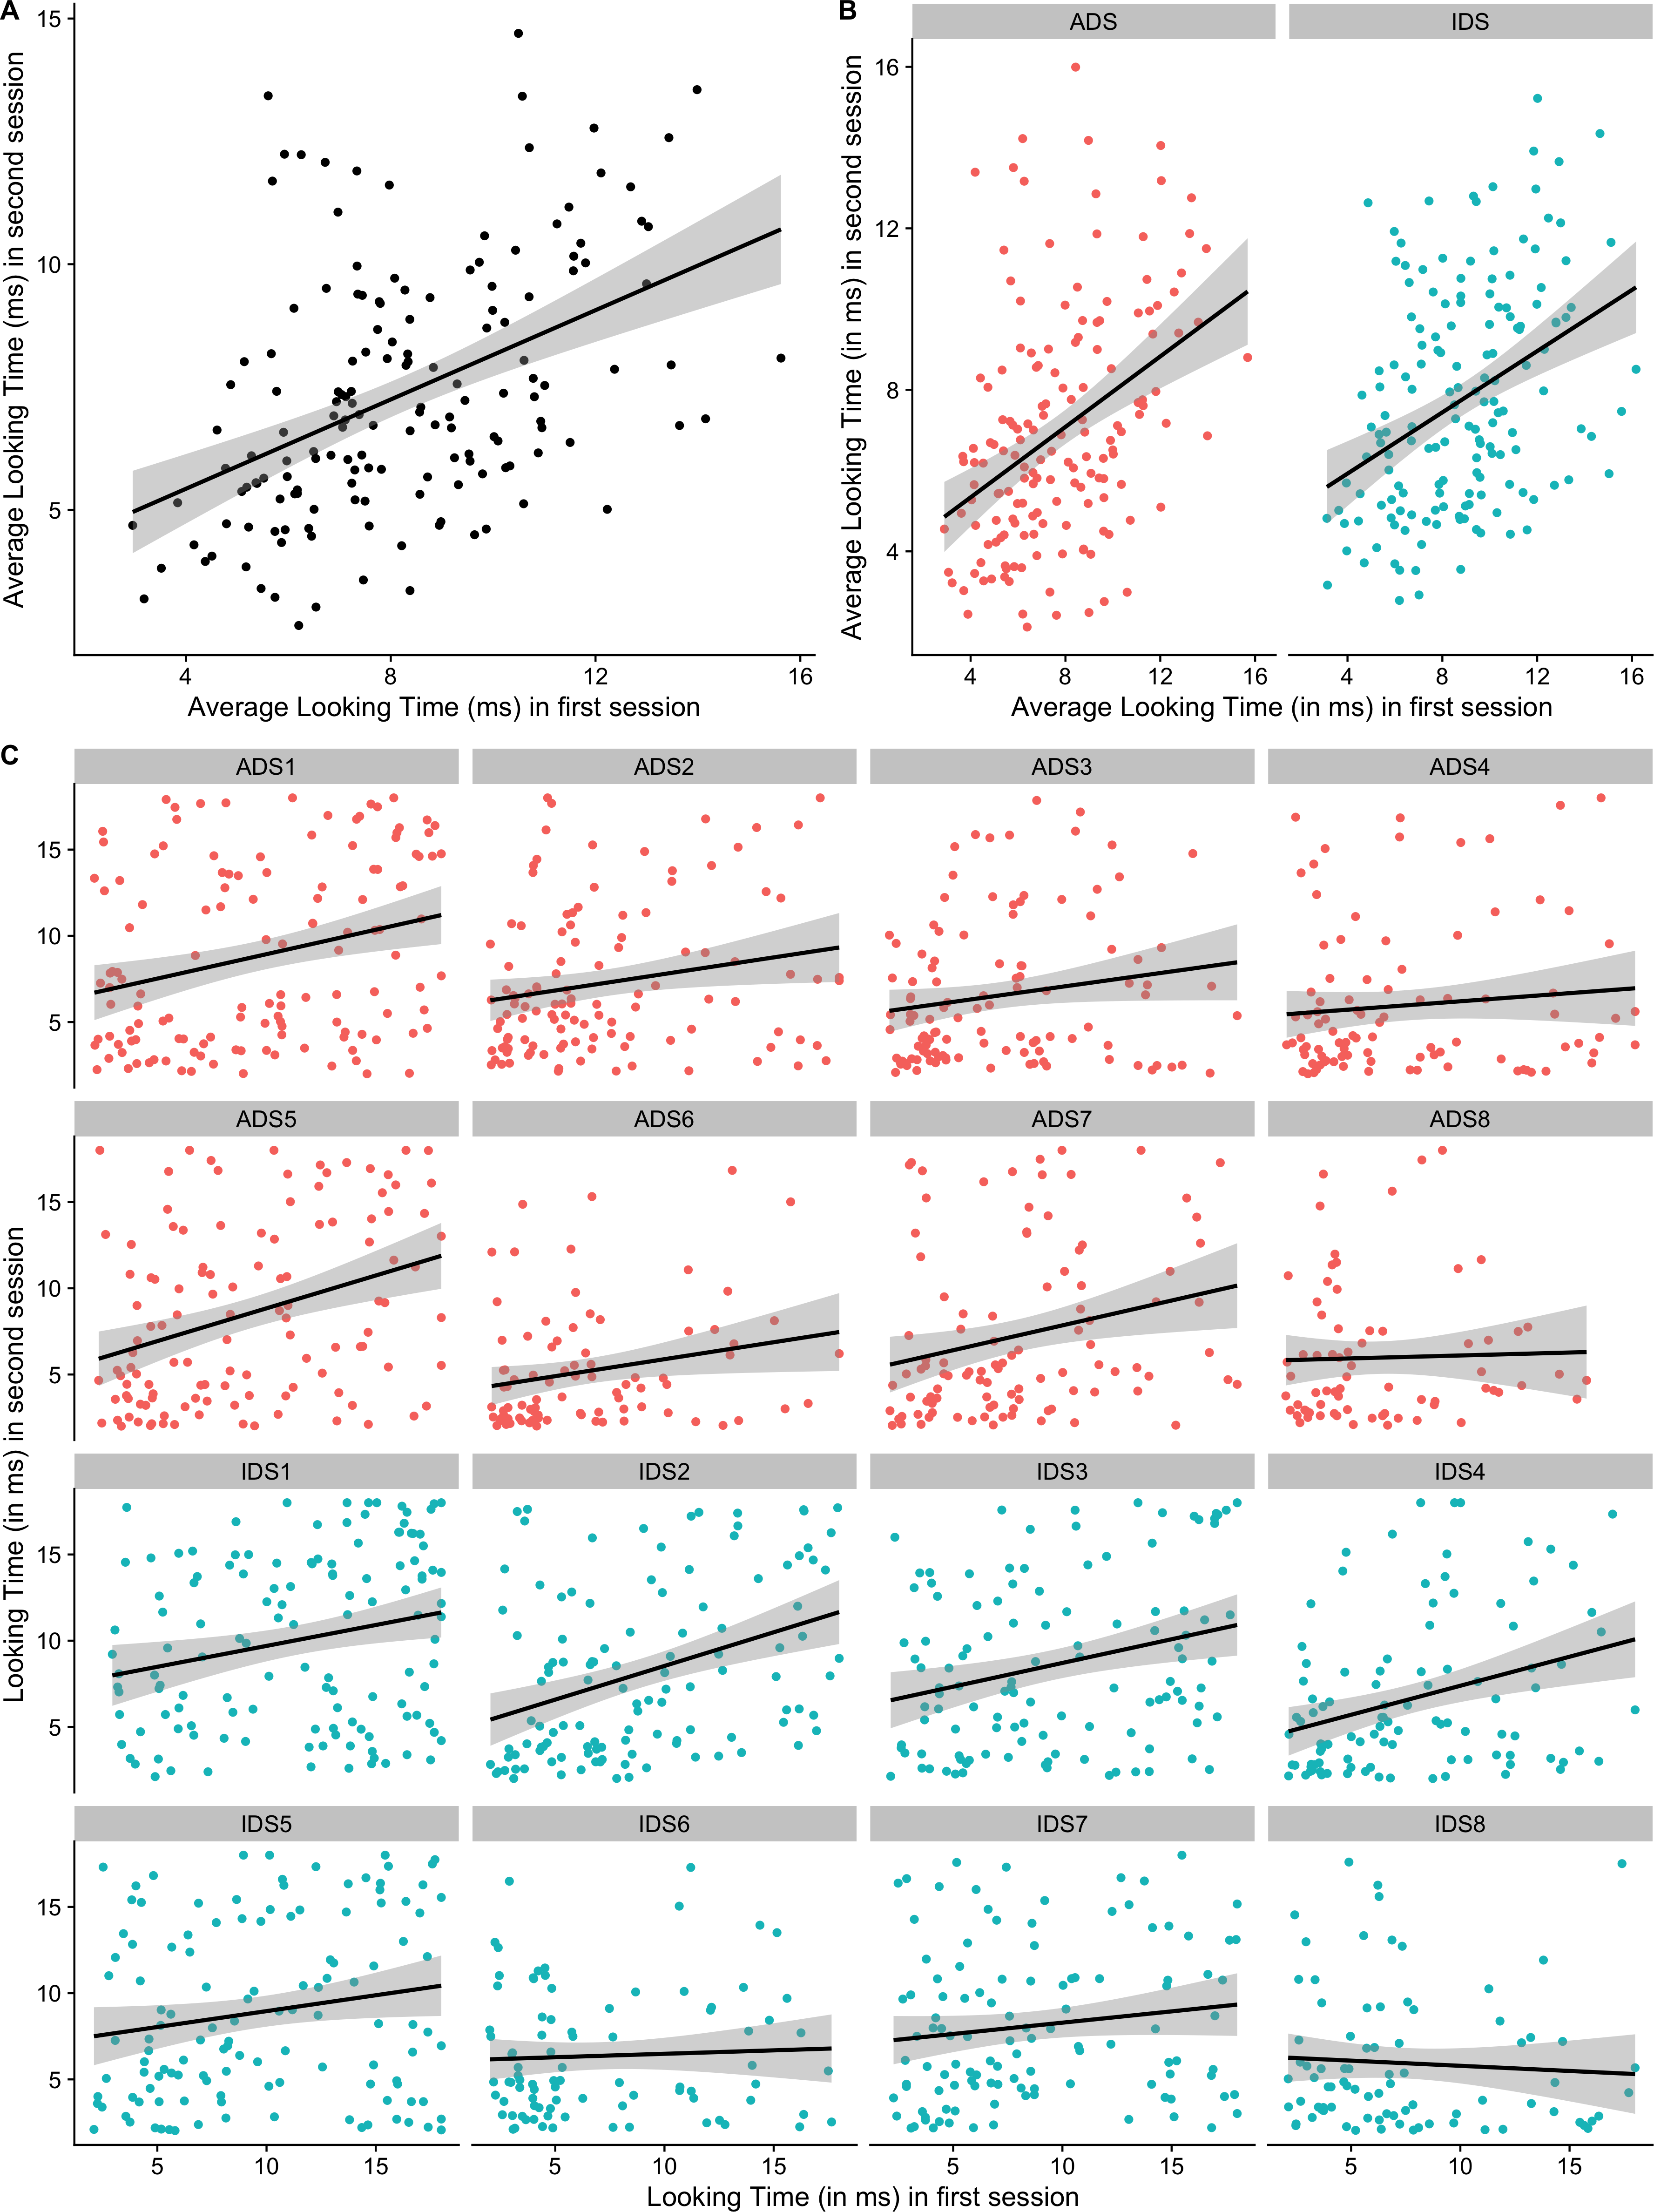 A
Average Looking Time (ms) in second session
15
10
5
4 8 12 16
Average Looking Time (ms) in first session
B
ADS IDS
Average Looking Time (in ms) in second session
16
12
8
4
4 8 12 16 4 8 12 16
Average Looking Time (in ms) in first session
C
Looking Time (in ms) in second session
ADS1 ADS2 ADS3 ADS4
15
10
5
ADS5 ADS6 ADS7 ADS8
15
10
5
IDS1 IDS2 IDS3 IDS4
15
10
5
IDS5 IDS6 IDS7 IDS8
15
10
5
5 10 15 5 10 15 5 10 15 5 10 15
Looking Time (in ms) in first session